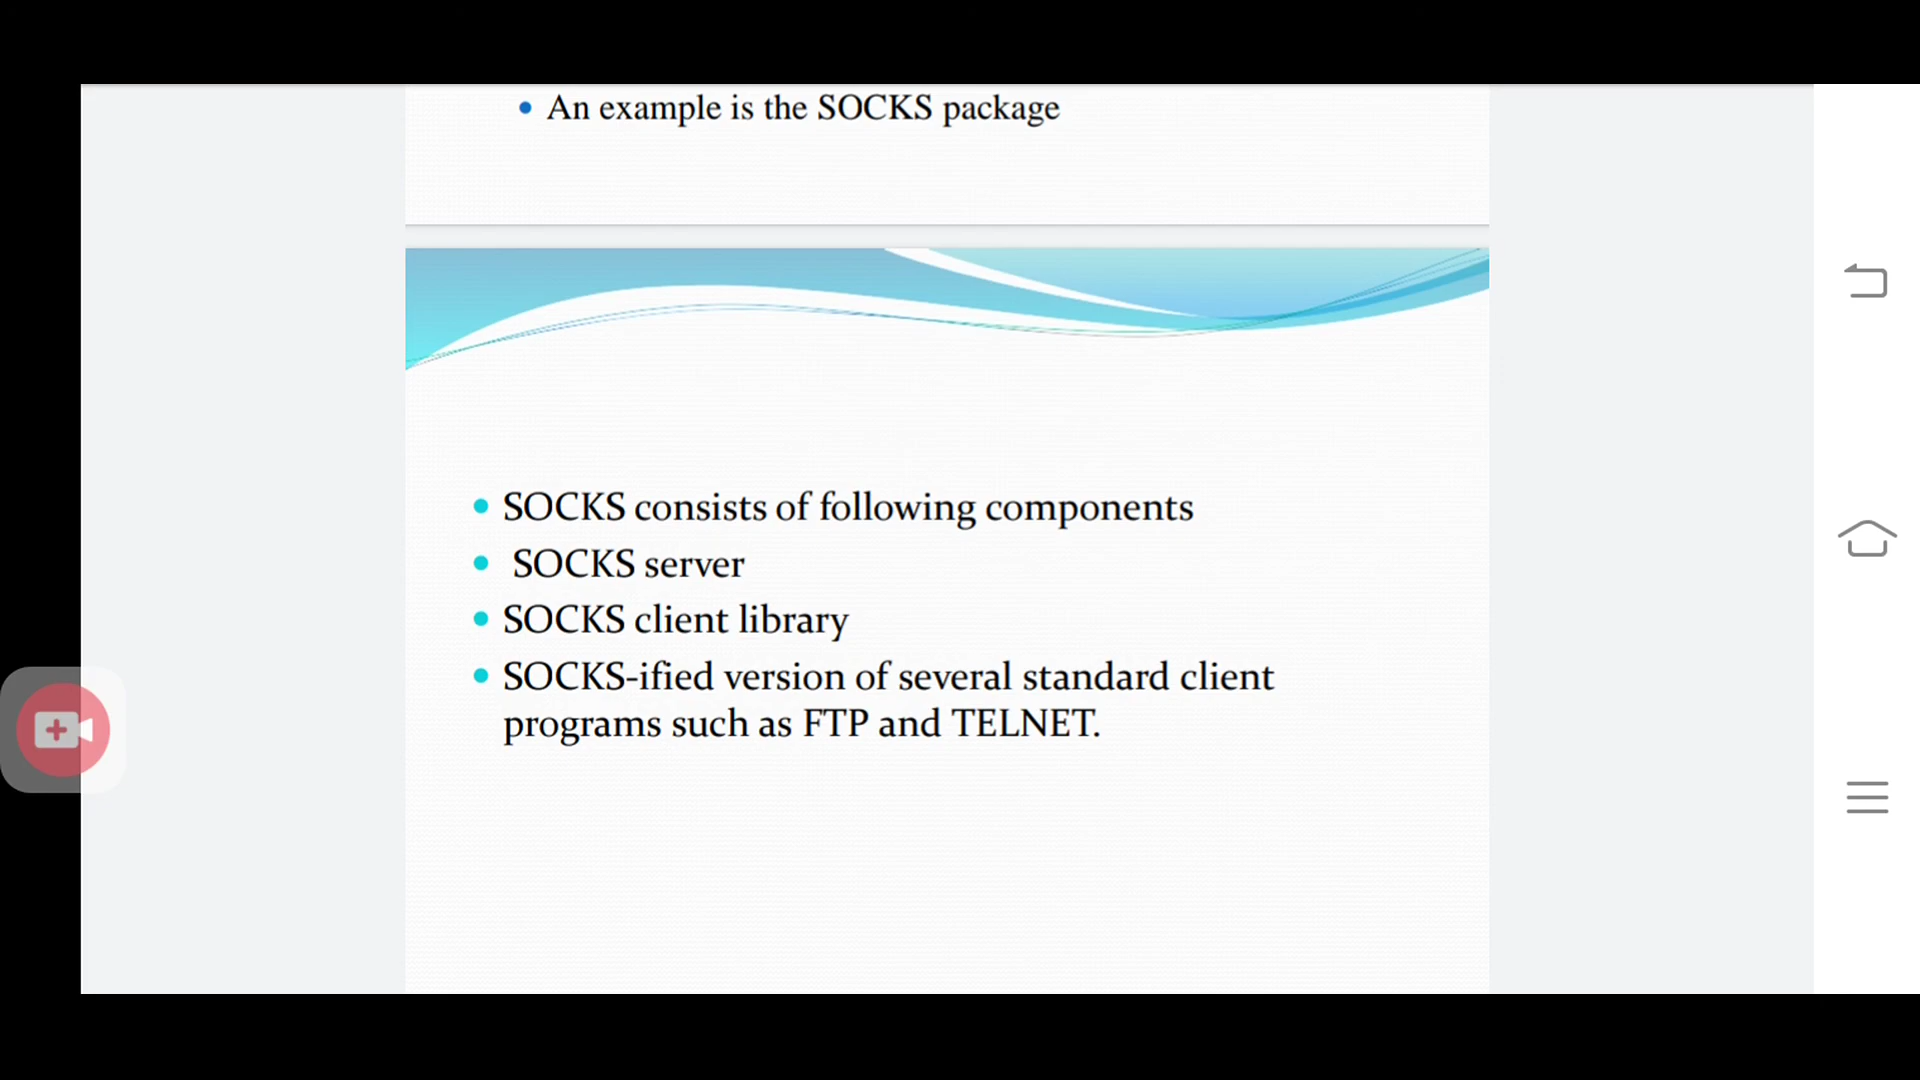 An example is the SOCKS package
SOCKS consists of following components
SOCKS server
SOCKS client library
SOCKS-ified version of several standard client
programs such as FTP and TELNET.